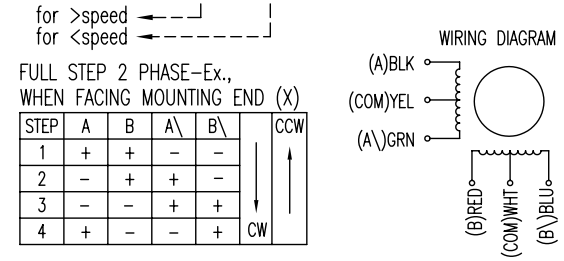 for >speed
for <speed
FULL STEP 2 PHASE-Ex.,
WHEN FACING MOUNTING END (X)
STEP A B A\ B\ CCW
1 + + - -
2 - + + -
3 - - + +
4 + - - + CW
WIRING DIAGRAM
(A)BLK
(COM)YEL
(A\)GRN
(B)RED
(COM)WHT
(B\)BLU